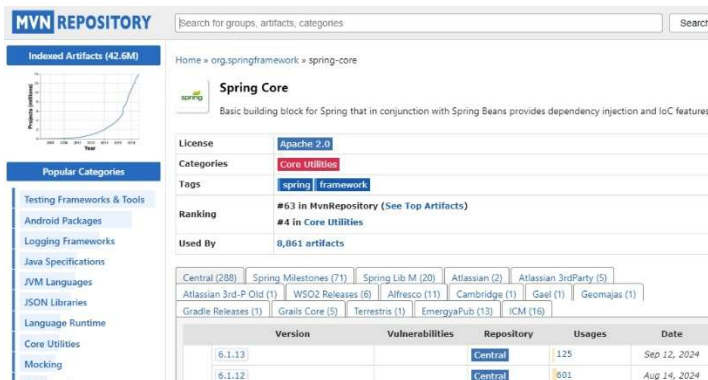 MVN REPOSITORY
Search for groups, artifacts, categories
Search
Indexed Artifacts (42.6M)
Projects (millions)
Year
Popular Categories
Testing Frameworks & Tools
Android Packages
Logging Frameworks
Java Specifications
JVM Languages
JSON Libraries
Language Runtime
Core Utilities
Mocking
Home » org.springframework » spring-core
spring
Spring Core
Basic building block for Spring that in conjunction with Spring Beans provides dependency injection and IoC features
License Apache 2.0
Categories Core Utilities
Tags spring framework
Ranking #63 in MvnRepository (See Top Artifacts)
#4 in Core Utilities
Used By 8,861 artifacts
Central (288) Spring Milestones (71) Spring Lib M (20) Atlassian (2) Atlassian 3rdParty (5)
Atlassian 3rd-P Old (1) WSO2 Releases (6) Alfresco (11) Cambridge (1) Gael (1) Geomajas (1)
Gradle Releases (1) Grails Core (5) Terrestris (1) EmergyaPub (13) ICM (16)
Version Vulnerabilities Repository Usages Date
6.1.13 Central 125 Sep 12, 2024
6.1.12 Central 601 Aug 14, 2024